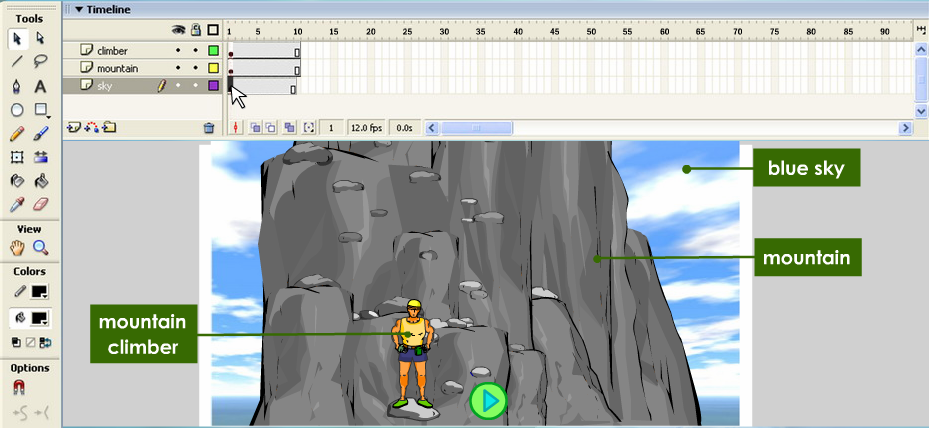 Tools
Timeline
1 5 10 15 20 25 30 35 40 45 50 55 60 65 70 75 80 85 90
climber
mountain
sky
A
1 12.0 fps 0.0s
View
Colors
Options
blue sky
mountain
mountain
climber